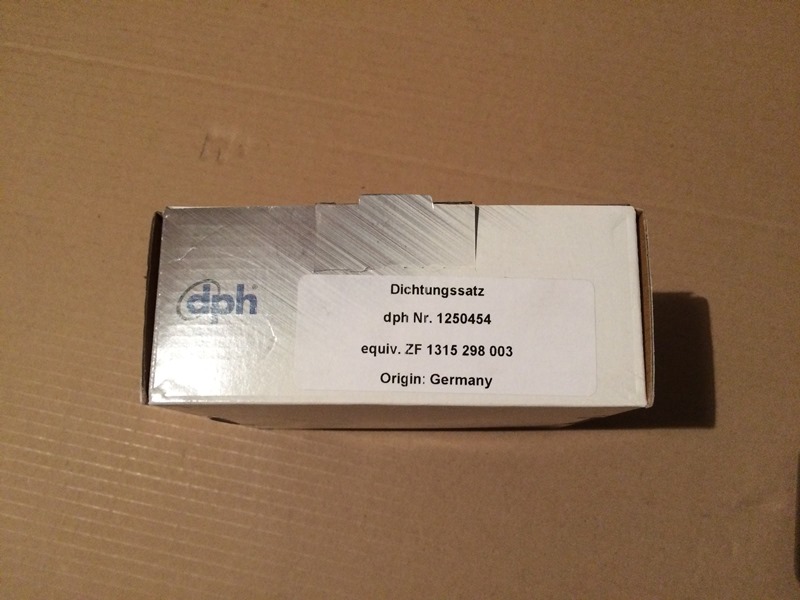 dph
Dichtungssatz
dph Nr. 1250454
equiv. ZF 1315 298 003
Origin: Germany